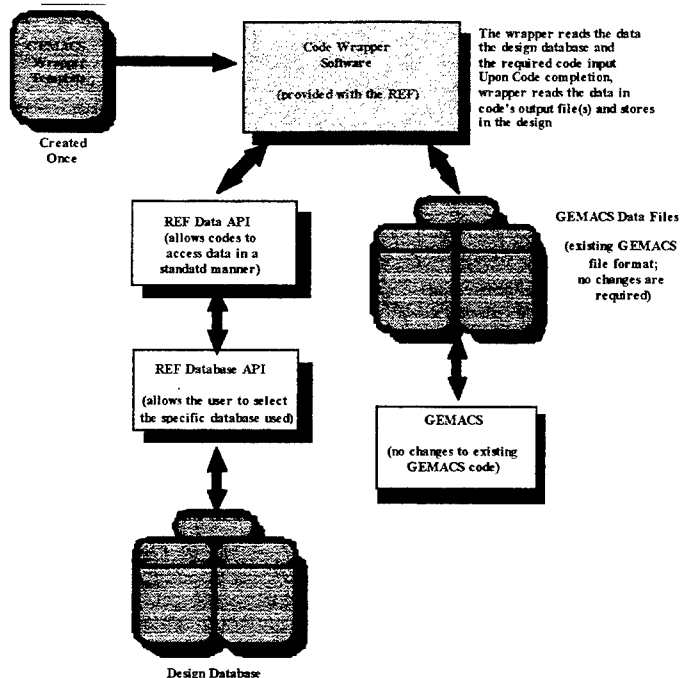 GEMACS
Wrapper
Template
Created
Once
Code Wrapper
Software
(provided with the REF)
The wrapper reads the data
the design database and
the required code input
Upon Code completion,
wrapper reads the data in
code's output file(s) and stores
in the design
REF Data API
(allows codes to
access data in a
standatd manner)
GEMACS Data Files
(existing GEMACS
file format;
no changes are
required)
REF Database API
(allows the user to select
the specific database used)
GEMACS
(no changes to existing
GEMACS code)
Design Database